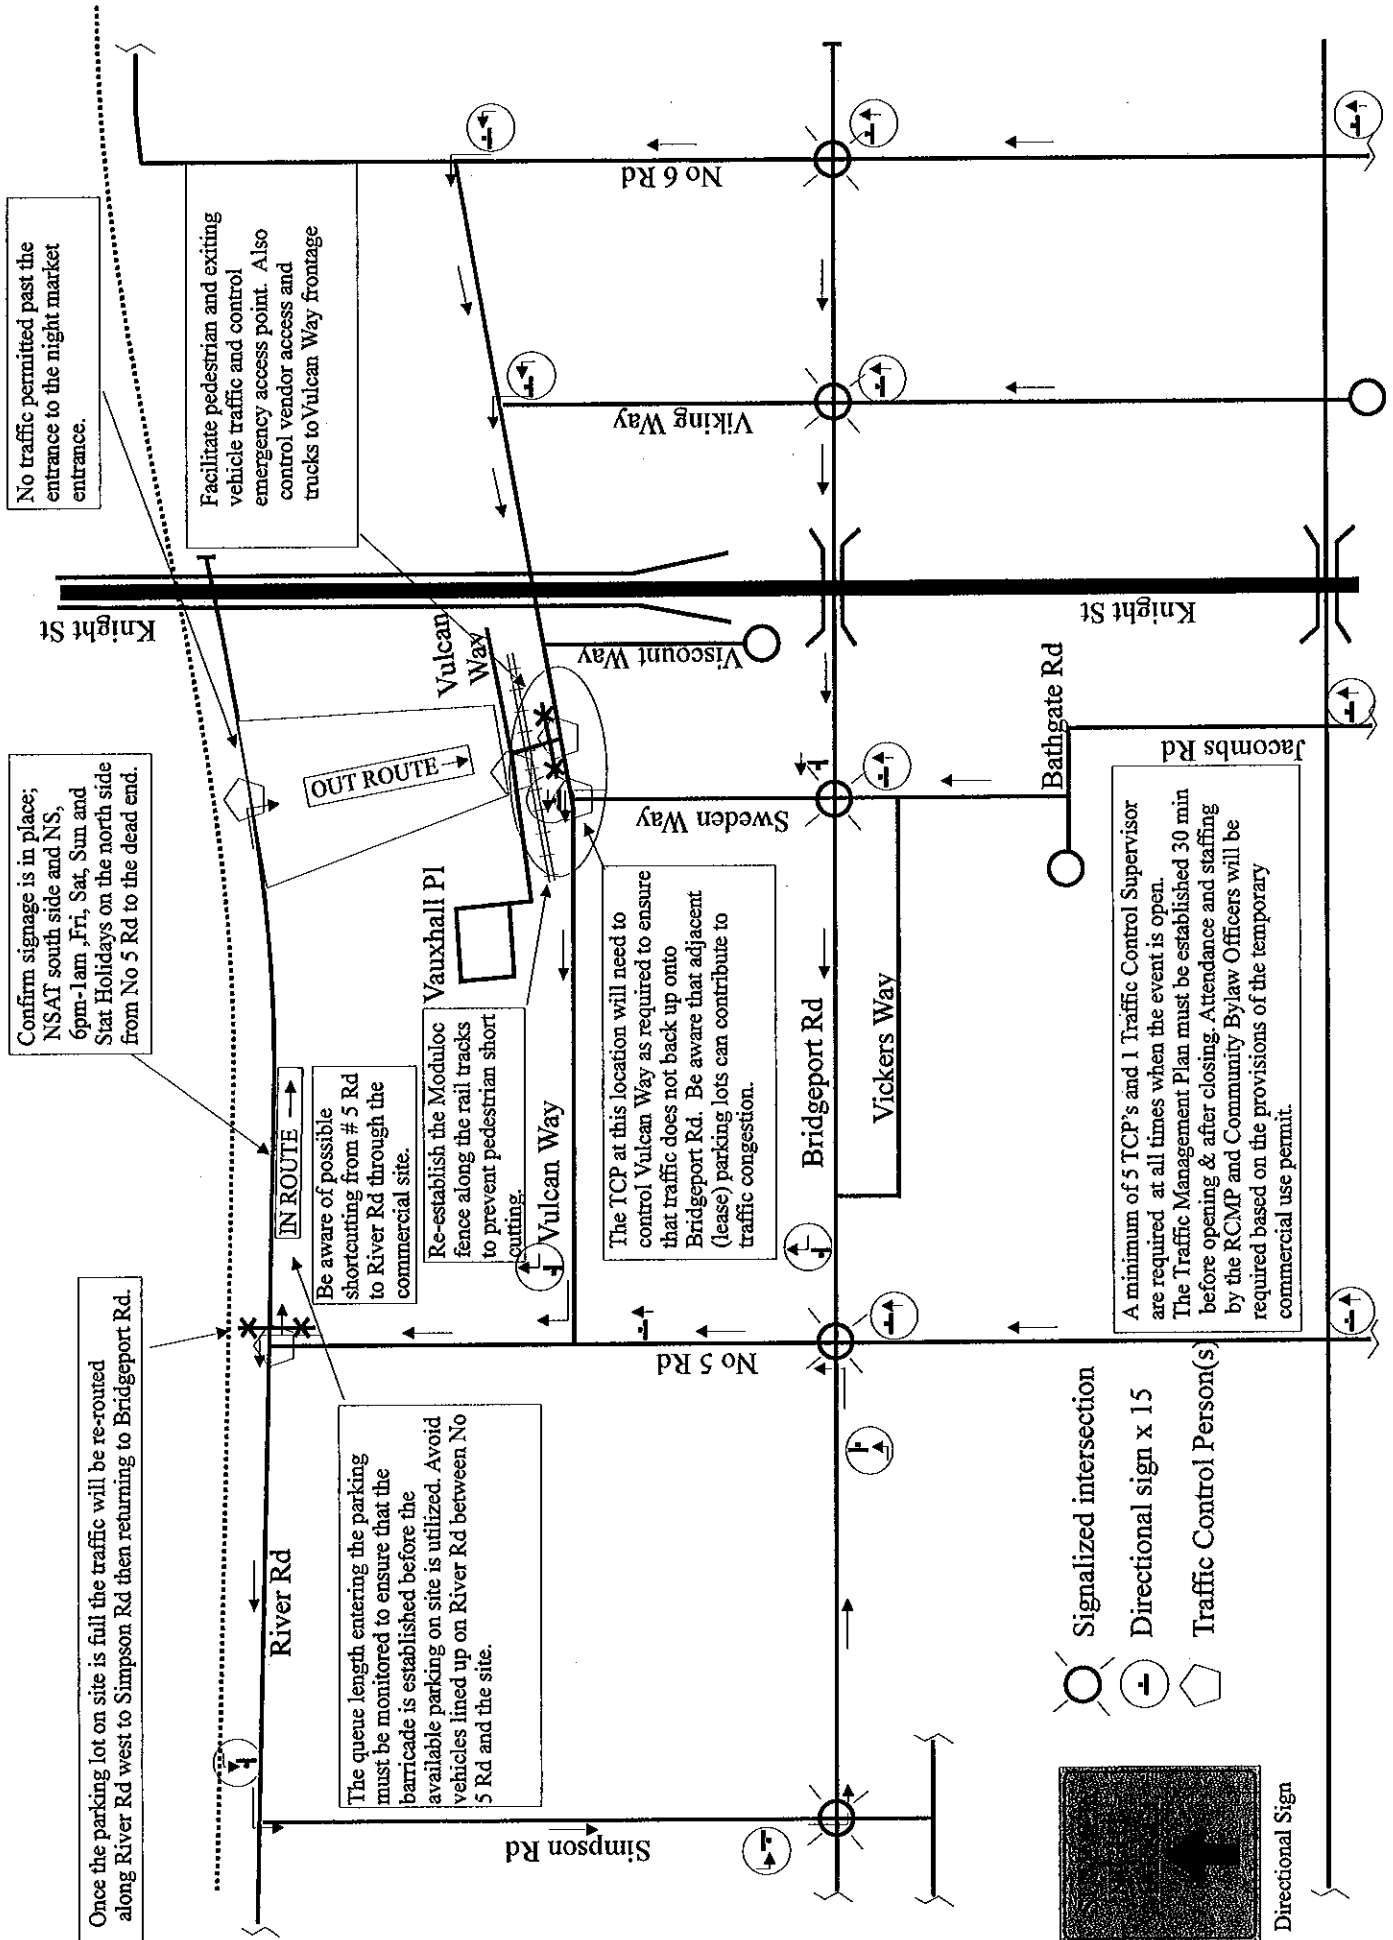 Once the parking lot on site is full the traffic will be re-routed
along River Rd west to Simpson Rd then returning to Bridgeport Rd.
Confirm signage is in place;
NSAT south side and NS,
6pm-1am ,Fri, Sat, Sun and
Stat Holidays on the north side
from No 5 Rd to the dead end.
No traffic permitted past the
entrance to the night market
entrance.
Facilitate pedestrian and exiting
vehicle traffic and control
emergency access point. Also
control vendor access and
trucks to Vulcan Way frontage
River Rd
IN ROUTE
OUT ROUTE
Knight St
The queue length entering the parking
must be monitored to ensure that the
barricade is established before the
available parking on site is utilized. Avoid
vehicles lined up on River Rd between No
5 Rd and the site.
Be aware of possible
shortcutting from # 5 Rd
to River Rd through the
commercial site.
Re-establish the Moduloc
fence along the rail tracks
to prevent pedestrian short
cutting.
Vauxhall Pl
Vulcan
Way
Vulcan Way
Viscount Way
The TCP at this location will need to
control Vulcan Way as required to ensure
that traffic does not back up onto
Bridgeport Rd. Be aware that adjacent
(lease) parking lots can contribute to
traffic congestion.
Simpson Rd
No 5 Rd
Sweden Way
Viking Way
No 6 Rd
Bridgeport Rd
Vickers Way
Bathgate Rd
Jacombs Rd
Knight St
A minimum of 5 TCP's and 1 Traffic Control Supervisor
are required at all times when the event is open.
The Traffic Management Plan must be established 30 min
before opening & after closing. Attendance and staffing
by the RCMP and Community Bylaw Officers will be
required based on the provisions of the temporary
commercial use permit.
Signalized intersection
Directional sign x 15
Traffic Control Person(s)
Directional Sign